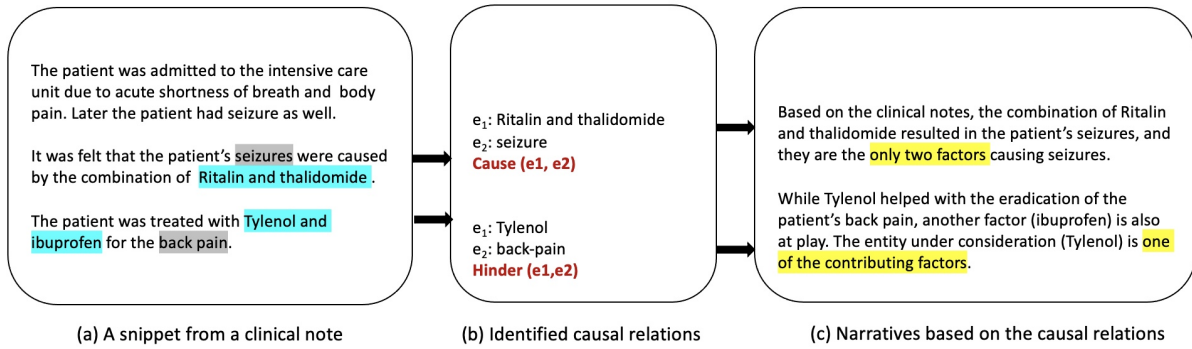 The patient was admitted to the intensive care
unit due to acute shortness of breath and body
pain. Later the patient had seizure as well.
It was felt that the patient's seizures were caused
by the combination of Ritalin and thalidomide .
The patient was treated with Tylenol and
ibuprofen for the back pain.
(a) A snippet from a clinical note
e₁: Ritalin and thalidomide
e₂: seizure
Cause (e1, e2)
e₁: Tylenol
e₂: back-pain
Hinder (e1,e2)
(b) Identified causal relations
Based on the clinical notes, the combination of Ritalin
and thalidomide resulted in the patient's seizures, and
they are the only two factors causing seizures.
While Tylenol helped with the eradication of the
patient's back pain, another factor (ibuprofen) is also
at play. The entity under consideration (Tylenol) is one
of the contributing factors.
(c) Narratives based on the causal relations